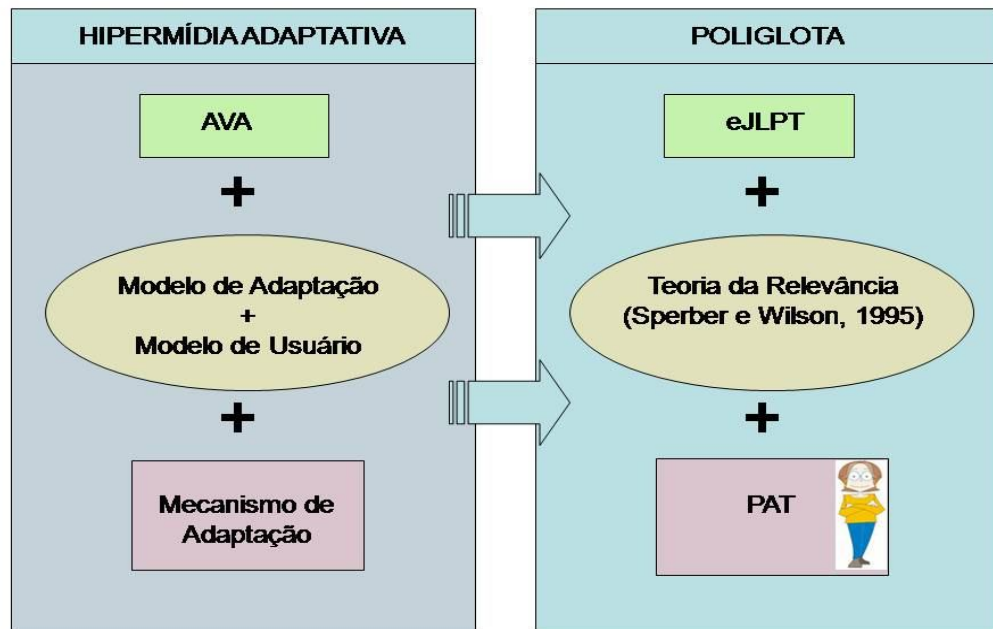 HIPERMÍDIA ADAPTATIVA
AVA
+
Modelo de Adaptação
+
Modelo de Usuário
+
Mecanismo de
Adaptação
POLIGLOTA
eJLPT
+
Teoria da Relevância
(Sperber e Wilson, 1995)
+
PAT